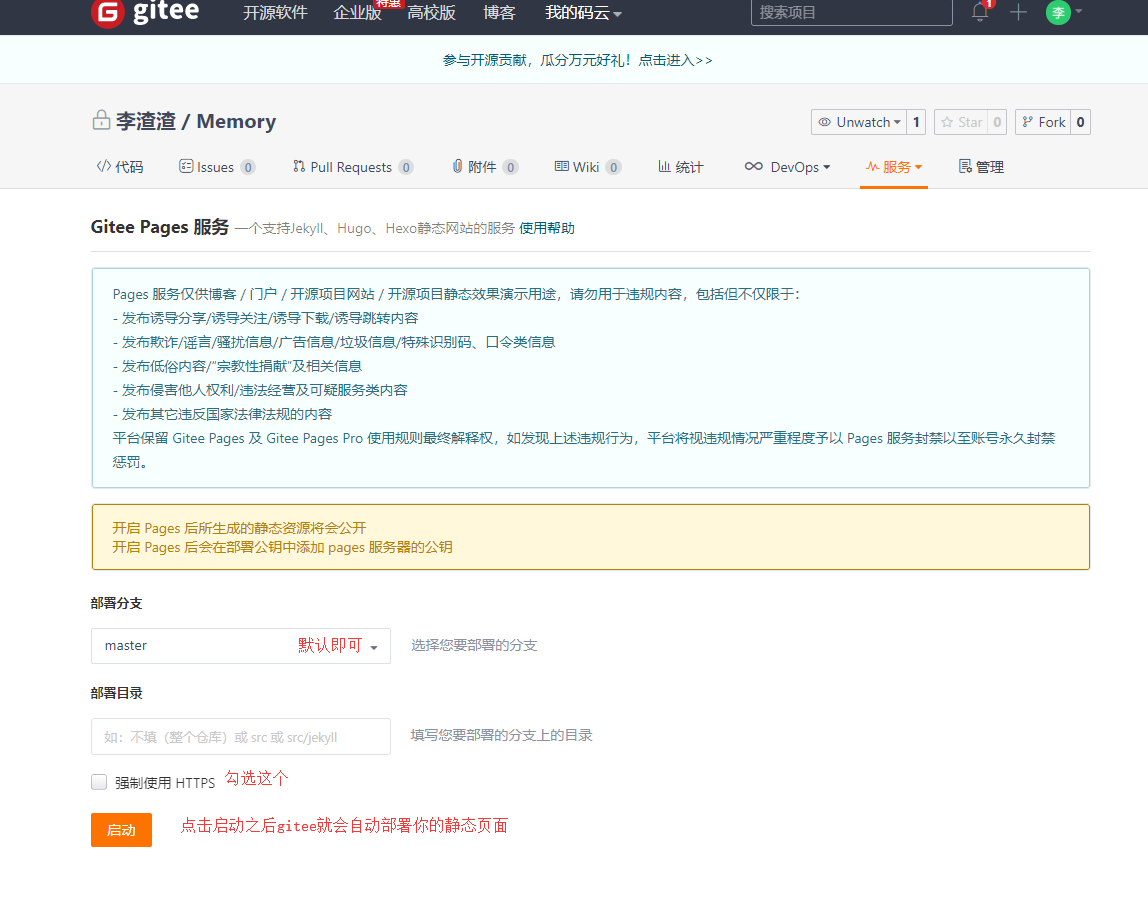 gitee 开源软件 企业版 特惠 高校版 博客 我的码云 搜索项目 1 李
参与开源贡献，瓜分万元好礼！点击进入>>
李渣渣 / Memory Unwatch 1 Star 0 Fork 0
代码 Issues 0 Pull Requests 0 附件 0 Wiki 0 统计 DevOps 服务 管理
Gitee Pages 服务 一个支持Jekyll、Hugo、Hexo静态网站的服务 使用帮助
Pages 服务仅供博客 / 门户 / 开源项目网站 / 开源项目静态效果演示用途，请勿用于违规内容，包括但不仅限于：
- 发布诱导分享/诱导关注/诱导下载/诱导跳转内容
- 发布欺诈/谣言/骚扰信息/广告信息/垃圾信息/特殊识别码、口令类信息
- 发布低俗内容/“宗教性捐献”及相关信息
- 发布侵害他人权利/违法经营及可疑服务类内容
- 发布其它违反国家法律法规的内容
平台保留 Gitee Pages 及 Gitee Pages Pro 使用规则最终解释权，如发现上述违规行为，平台将视违规情况严重程度予以 Pages 服务封禁以至账号永久封禁
惩罚。
开启 Pages 后所生成的静态资源将会公开
开启 Pages 后会在部署公钥中添加 pages 服务器的公钥
部署分支
master 默认即可 选择您要部署的分支
部署目录
如：不填（整个仓库）或 src 或 src/jekyll 填写您要部署的分支上的目录
强制使用 HTTPS 勾选这个
启动 点击启动之后gitee就会自动部署你的静态页面